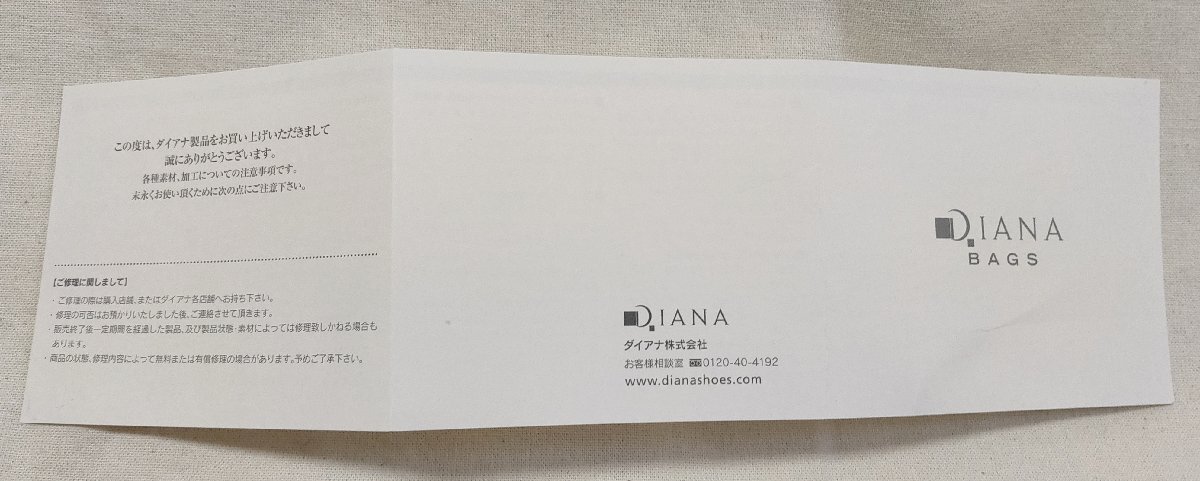 この度は、ダイアナ製品をお買い上げいただきまして
誠にありがとうございます。
各種素材、加工についての注意事項です。
末永くお使い頂くために次の点にご注意下さい。
【ご修理に関しまして】
・ご修理の際は購入店舗、またはダイアナ各店舗へお持ち下さい。
・修理の可否はお預かりいたしました後、ご連絡させて頂きます。
・販売終了後一定期間を経過した製品、及び製品状態・素材によっては修理致しかねる場合も
あります。
・商品の状態、修理内容によって無料または有償修理の場合があります。予めご了承下さい。
DIANA
ダイアナ株式会社
お客様相談室 0120-40-4192
www.dianashoes.com
DIANA
BAGS